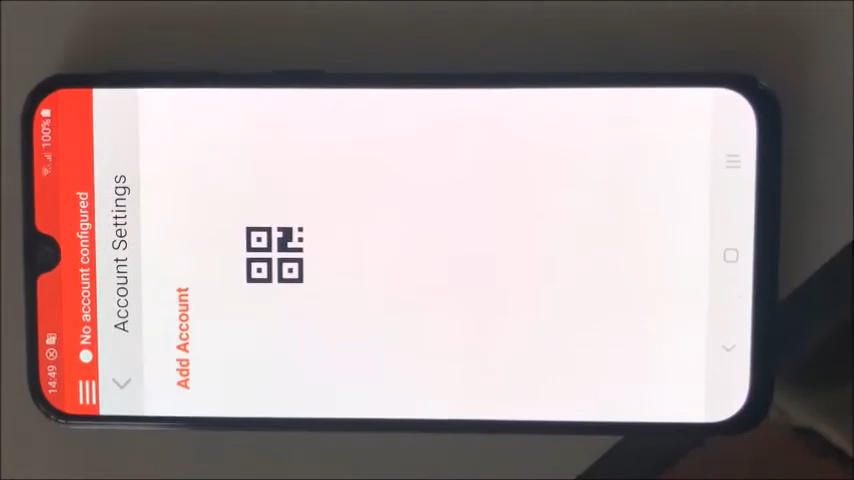 14:49
100%
No account configured
Account Settings
Add Account